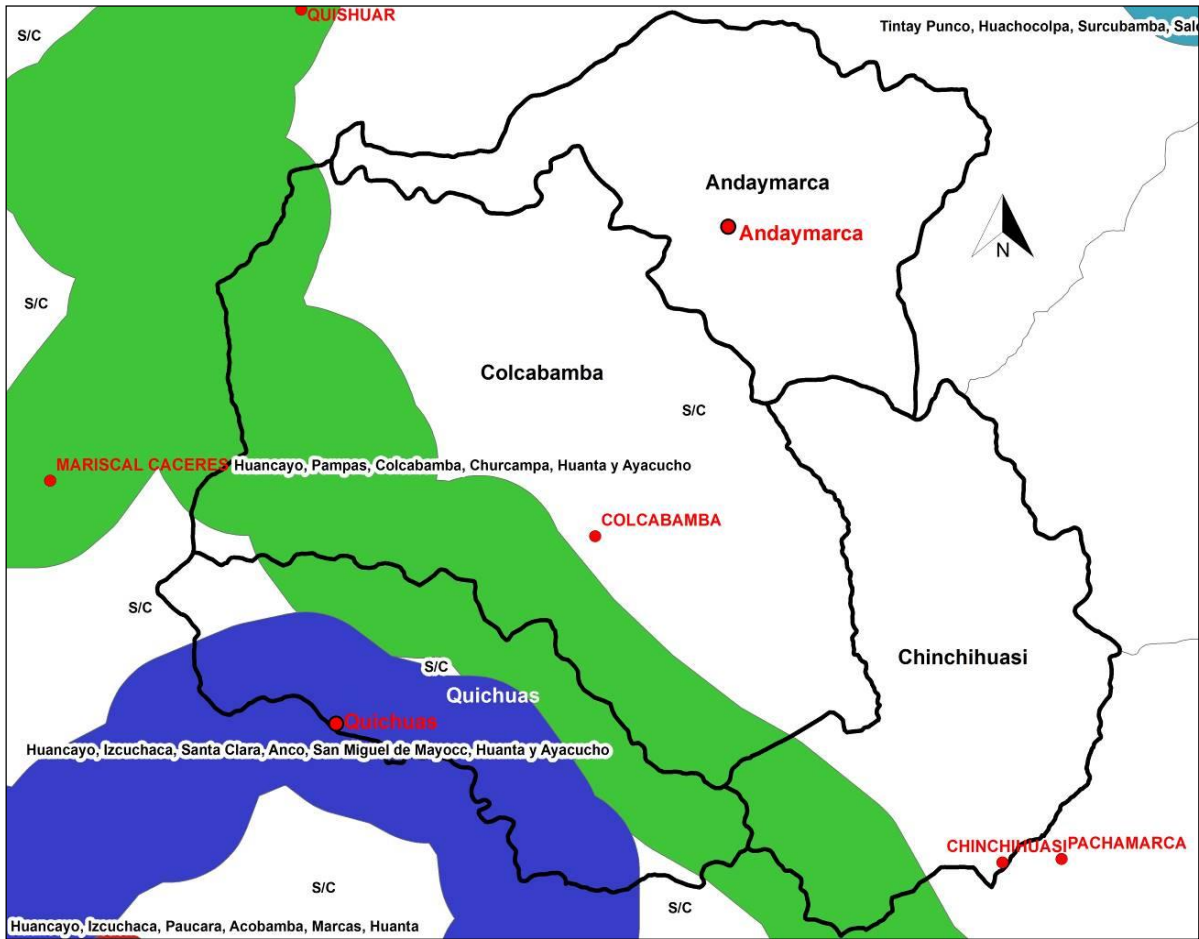 QUISHUAR
Tintay Punco, Huachocolpa, Surcubamba, Salc
S/C
Andaymarca
Andaymarca
N
S/C
Colcabamba
S/C
MARISCAL CACERES
Huancayo, Pampas, Colcabamba, Churcampa, Huanta y Ayacucho
COLCABAMBA
S/C
Chinchihuasi
S/C
Quichuas
Quichuas
Huancayo, Izcuchaca, Santa Clara, Anco, San Miguel de Mayocc, Huanta y Ayacucho
CHINCHIHUASI
PACHAMARCA
S/C
S/C
Huancayo, Izcuchaca, Paucara, Acobamba, Marcas, Huanta